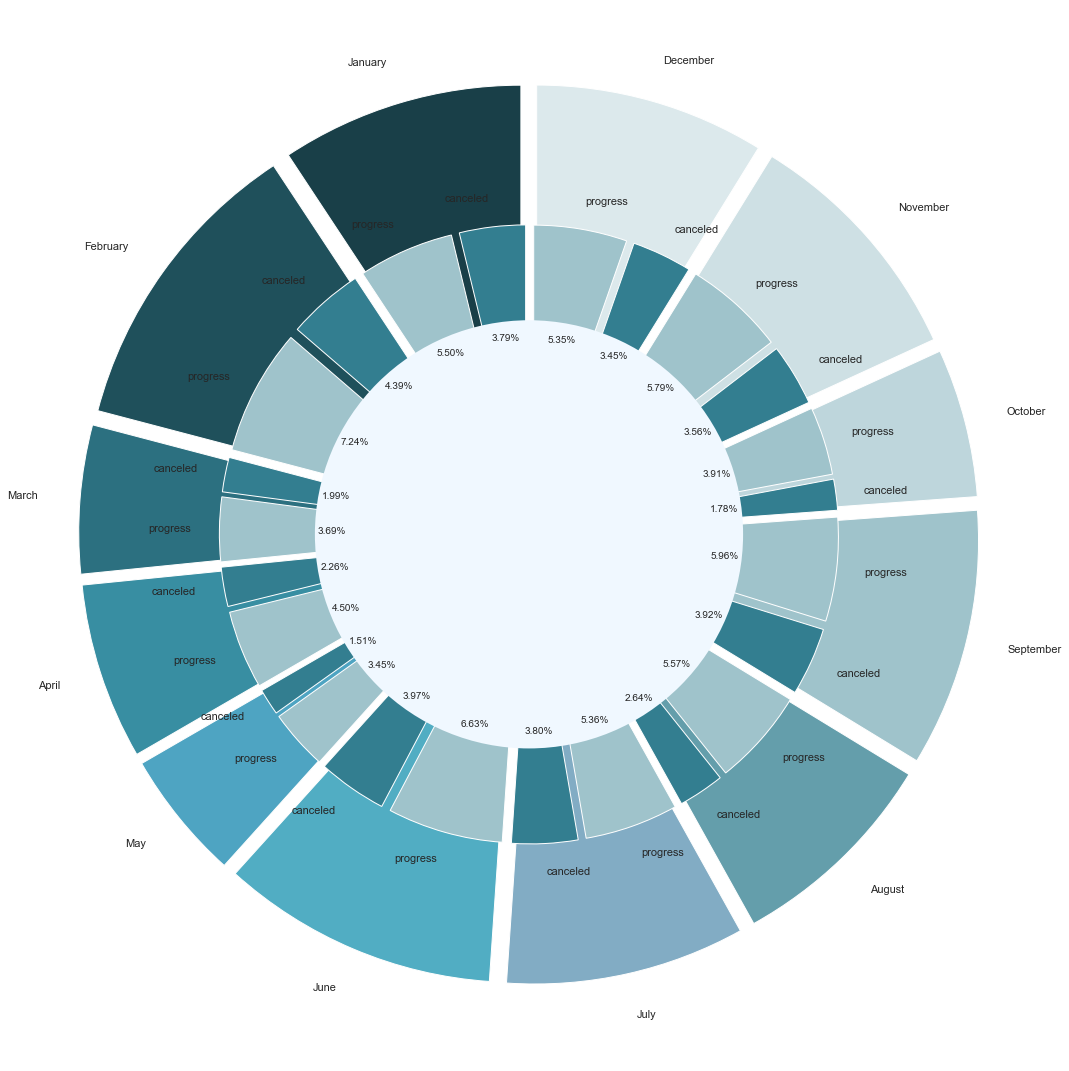 January
December
November
October
September
August
July
June
May
April
March
February
canceled
progress
progress
canceled
progress
canceled
progress
canceled
progress
canceled
progress
canceled
progress
canceled
progress
canceled
progress
canceled
progress
canceled
progress
canceled
progress
canceled
3.79%
5.50%
5.35%
3.45%
5.79%
3.56%
3.91%
1.78%
5.96%
3.92%
5.57%
2.64%
5.36%
3.80%
6.63%
3.97%
3.45%
1.51%
4.50%
2.26%
3.69%
1.99%
7.24%
4.39%